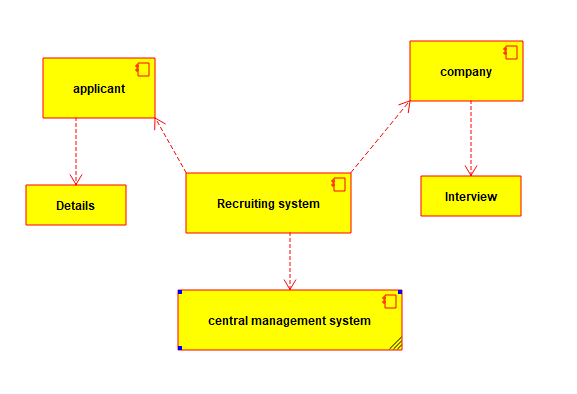 company
applicant
Recruiting system
Interview
Details
central management system